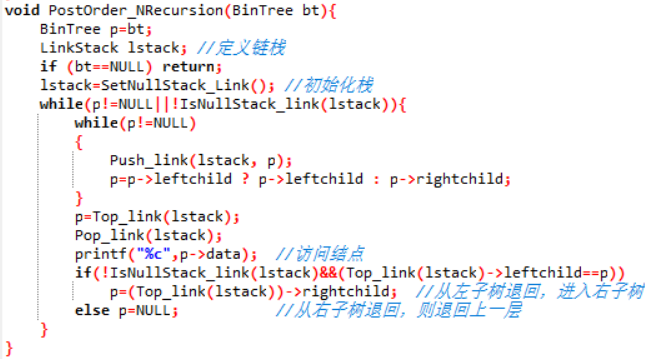 void PostOrder_NRecursion(BinTree bt){
BinTree p=bt;
LinkStack lstack; //定义链栈
if (bt==NULL) return;
lstack=SetNullStack_Link(); //初始化栈
while(p!=NULL||!IsNullStack_link(lstack)){
while(p!=NULL)
{
Push_link(lstack, p);
p=p->leftchild ? p->leftchild : p->rightchild;
}
p=Top_link(lstack);
Pop_link(lstack);
printf("%c",p->data); //访问结点
if(!IsNullStack_link(lstack)&&(Top_link(lstack)->leftchild==p))
p=(Top_link(lstack))->rightchild; //从左子树退回，进入右子树
else p=NULL; //从右子树退回，则退回上一层
}
}